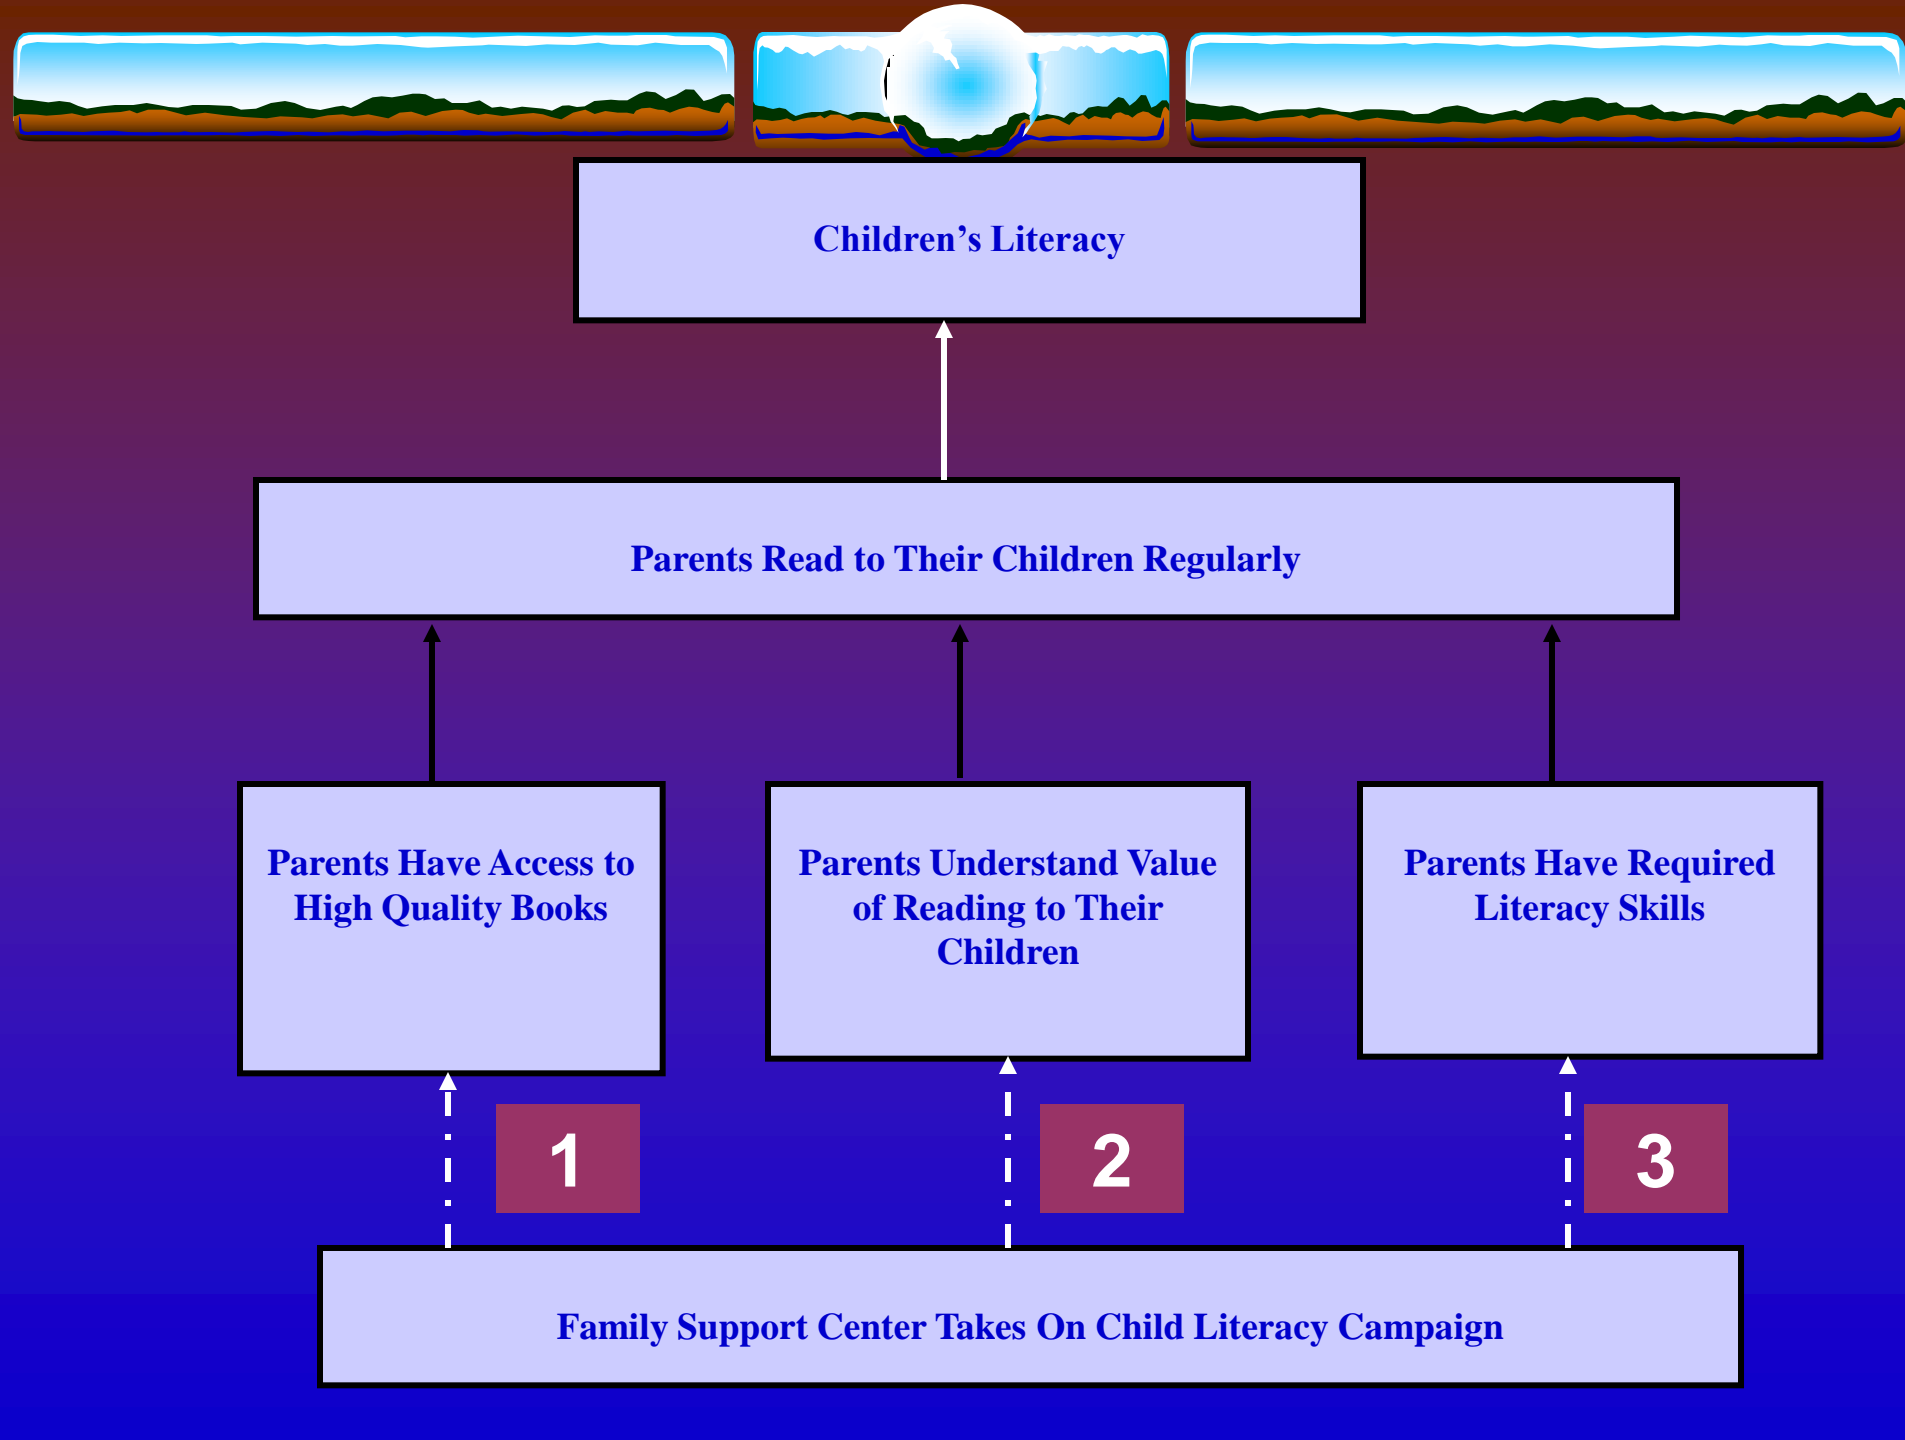 Children’s Literacy
Parents Read to Their Children Regularly
Parents Have Access to
High Quality Books
Parents Understand Value
of Reading to Their
Children
Parents Have Required
Literacy Skills
1
2
3
Family Support Center Takes On Child Literacy Campaign